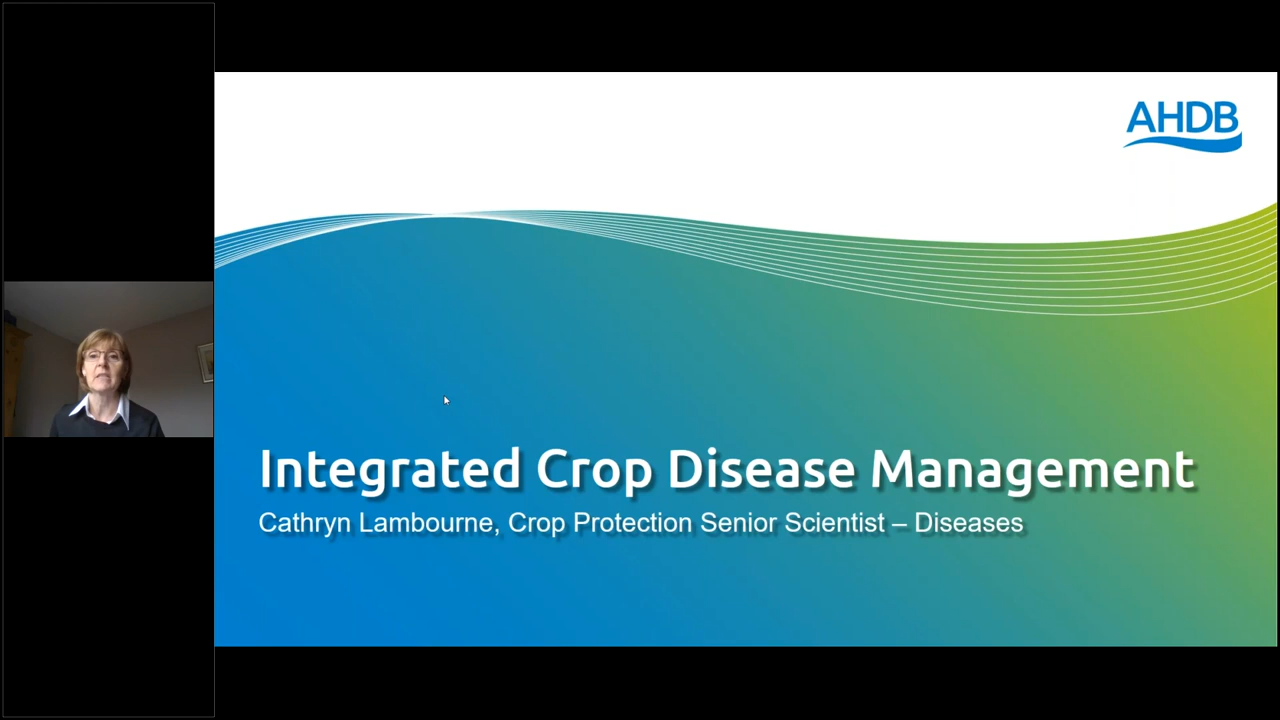 AHDB
Integrated Crop Disease Management
Cathryn Lambourne, Crop Protection Senior Scientist – Diseases